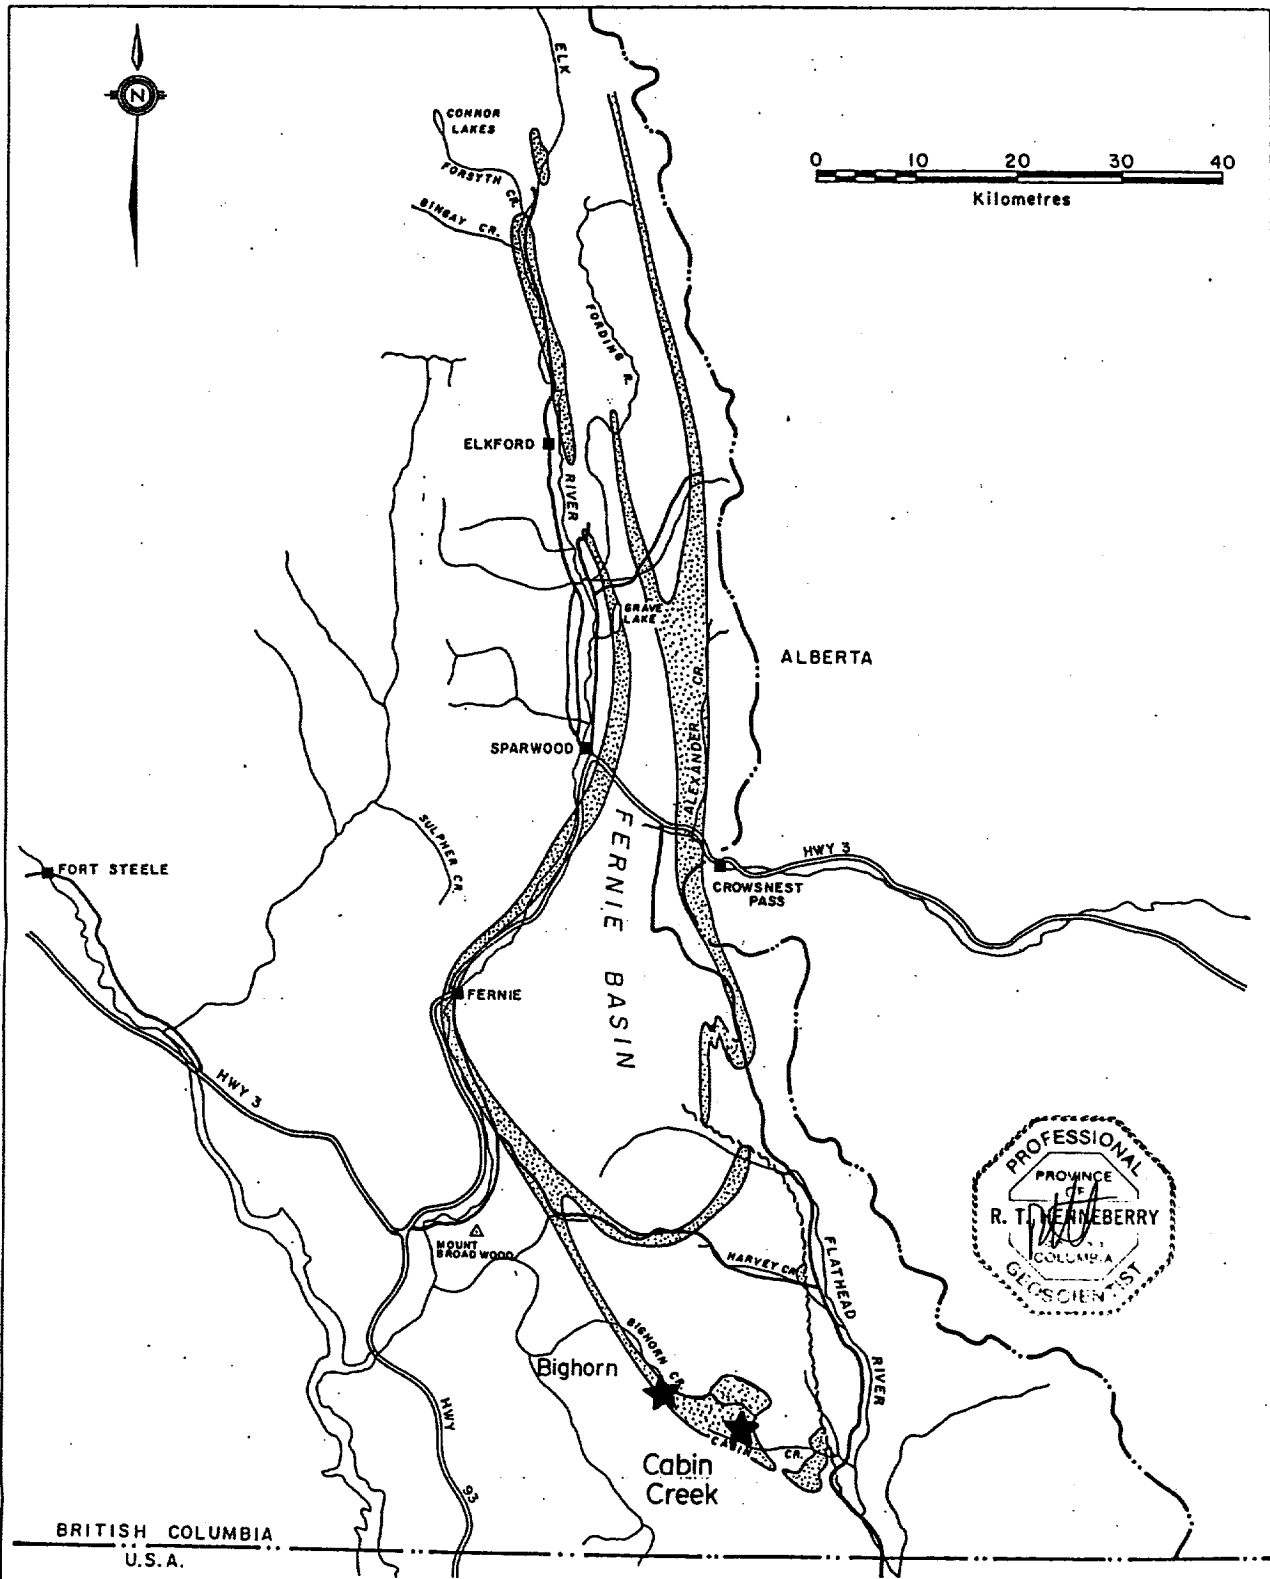 ELK
N
CONNOR
LAKES
0 10 20 30 40
Kilometres
FORSYTH CR.
BINGAY CR.
FORDING R.
ELKFORD
RIVER
GRAVE
LAKE
ALBERTA
ALEXANDER CR.
SPARWOOD
SULPHER CR.
FERNIE BASIN
HWY 3
FORT STEELE
CROWSNEST
PASS
FERNIE
HWY 3
PROFESSIONAL
PROVINCE
OF
R. T. HENNEBERRY
COLUMBIA
GEOSCIENTIST
MOUNT
BROADWOOD
HARVEY CR.
FLATHEAD
RIVER
BIGHORN CR.
Bighorn
CABIN CR.
Cabin
Creek
HWY 93
BRITISH COLUMBIA
U.S.A.